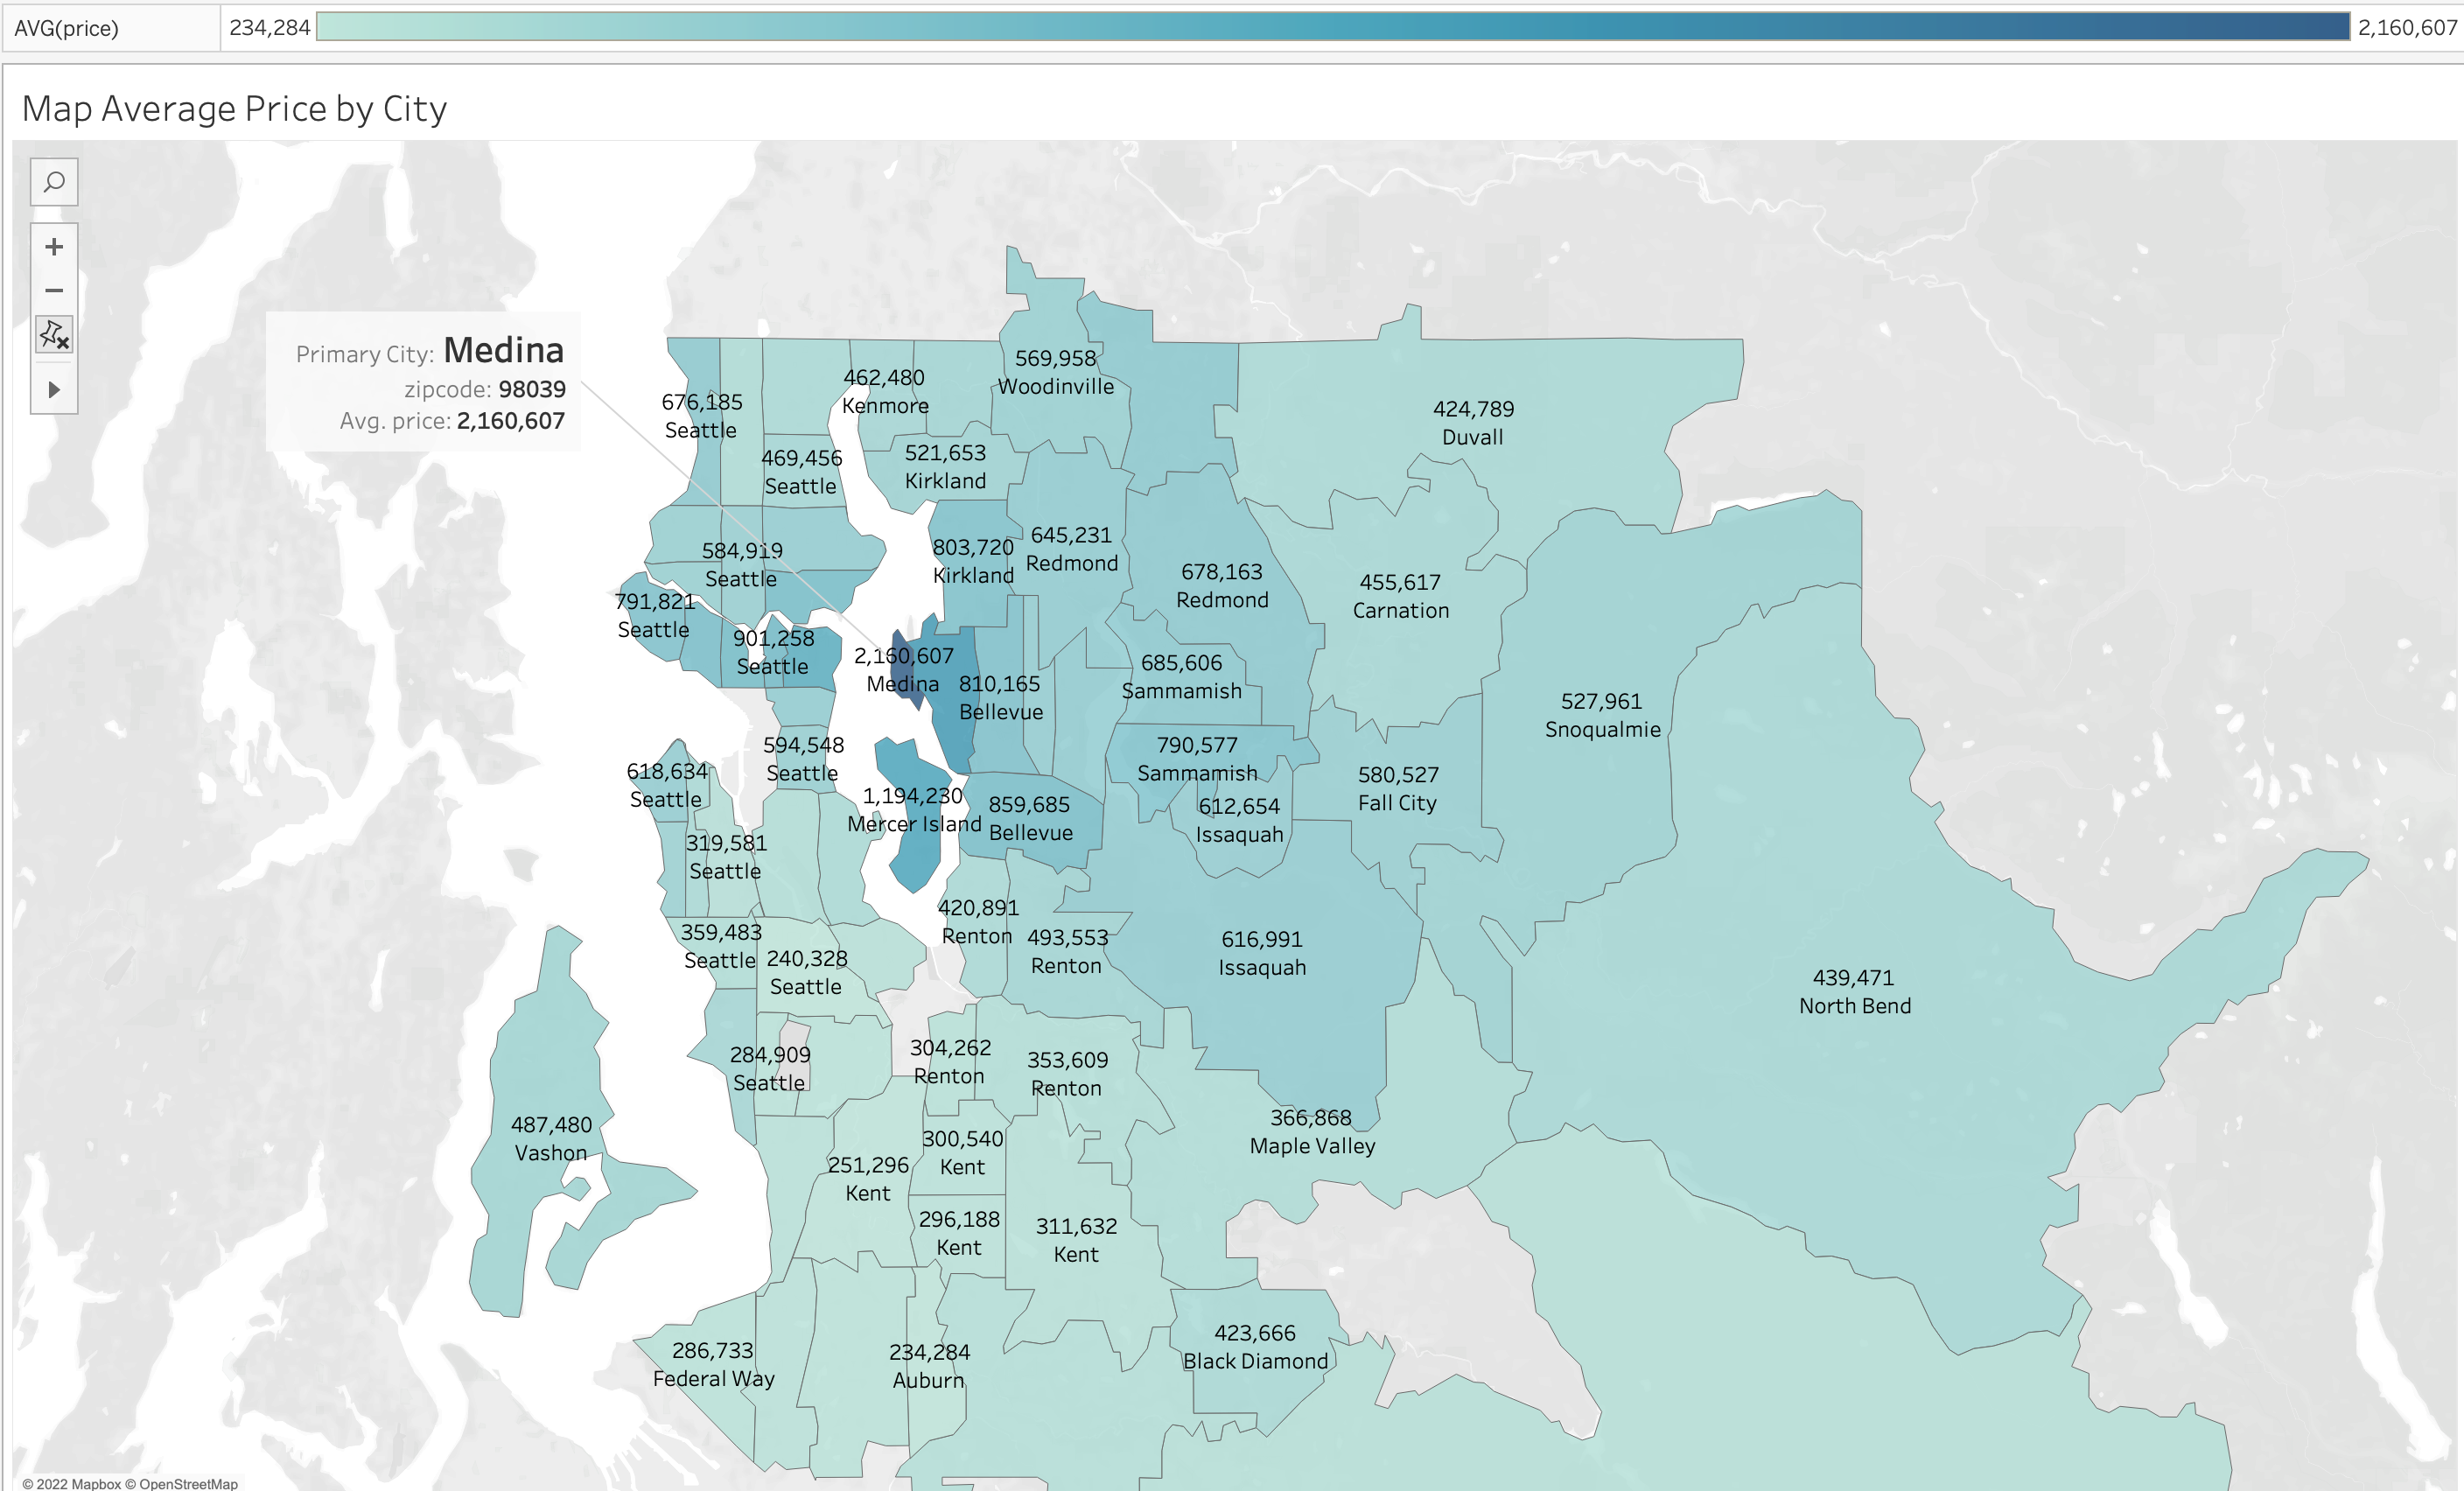 AVG(price)
234,284
2,160,607
Map Average Price by City
Primary City: Medina
zipcode: 98039
Avg. price: 2,160,607
569,958
Woodinville
462,480
Kenmore
676,185
Seattle
424,789
Duvall
469,456
Seattle
521,653
Kirkland
584,919
Seattle
803,720
Kirkland
645,231
Redmond
678,163
Redmond
455,617
Carnation
791,821
Seattle
901,258
Seattle
2,160,607
Medina
810,165
Bellevue
685,606
Sammamish
527,961
Snoqualmie
594,548
Seattle
790,577
Sammamish
618,634
Seattle
1,194,230
Mercer Island
859,685
Bellevue
612,654
Issaquah
580,527
Fall City
319,581
Seattle
420,891
Renton
493,553
Renton
616,991
Issaquah
359,483
Seattle
240,328
Seattle
439,471
North Bend
284,909
Seattle
304,262
Renton
353,609
Renton
487,480
Vashon
366,868
Maple Valley
300,540
Kent
251,296
Kent
296,188
Kent
311,632
Kent
286,733
Federal Way
234,284
Auburn
423,666
Black Diamond
© 2022 Mapbox © OpenStreetMap